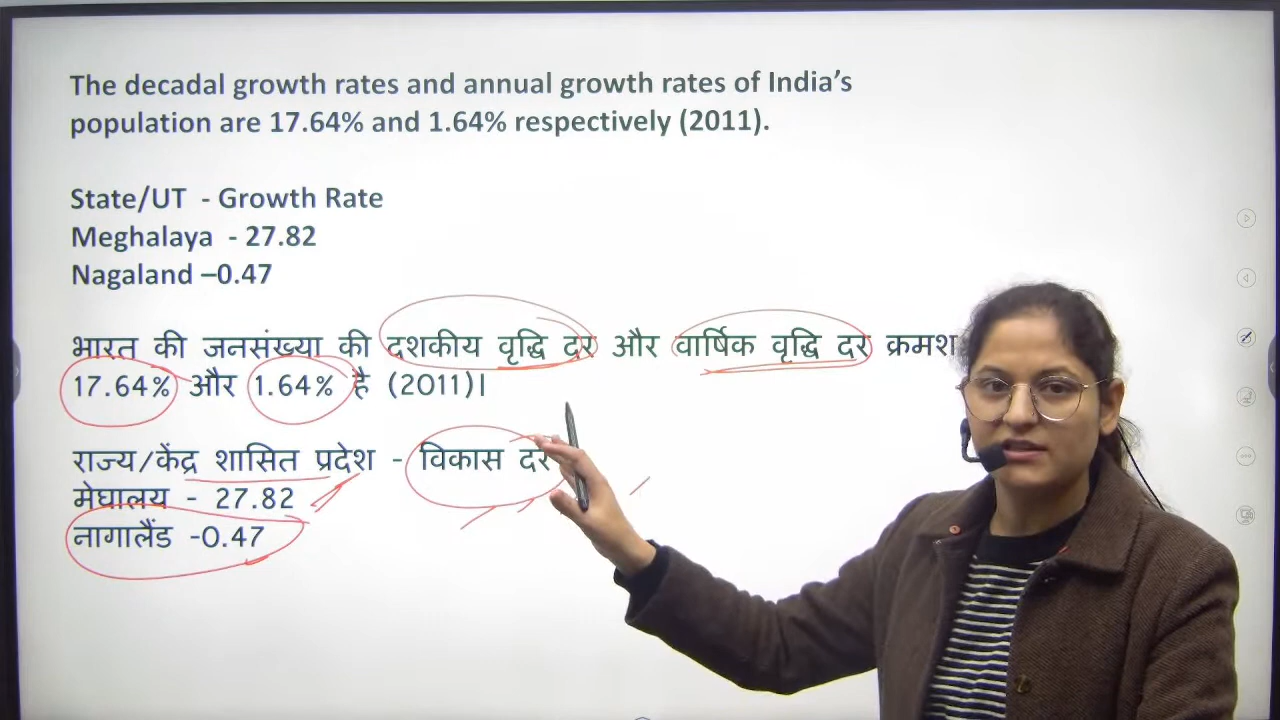 The decadal growth rates and annual growth rates of India's
population are 17.64% and 1.64% respectively (2011).
State/UT - Growth Rate
Meghalaya - 27.82
Nagaland –0.47
भारत की जनसंख्या की दशकीय वृद्धि दर और वार्षिक वृद्धि दर क्रमश
17.64% और 1.64% है (2011)।
राज्य/केंद्र शासित प्रदेश - विकास दर
मेघालय - 27.82
नागालैंड -0.47